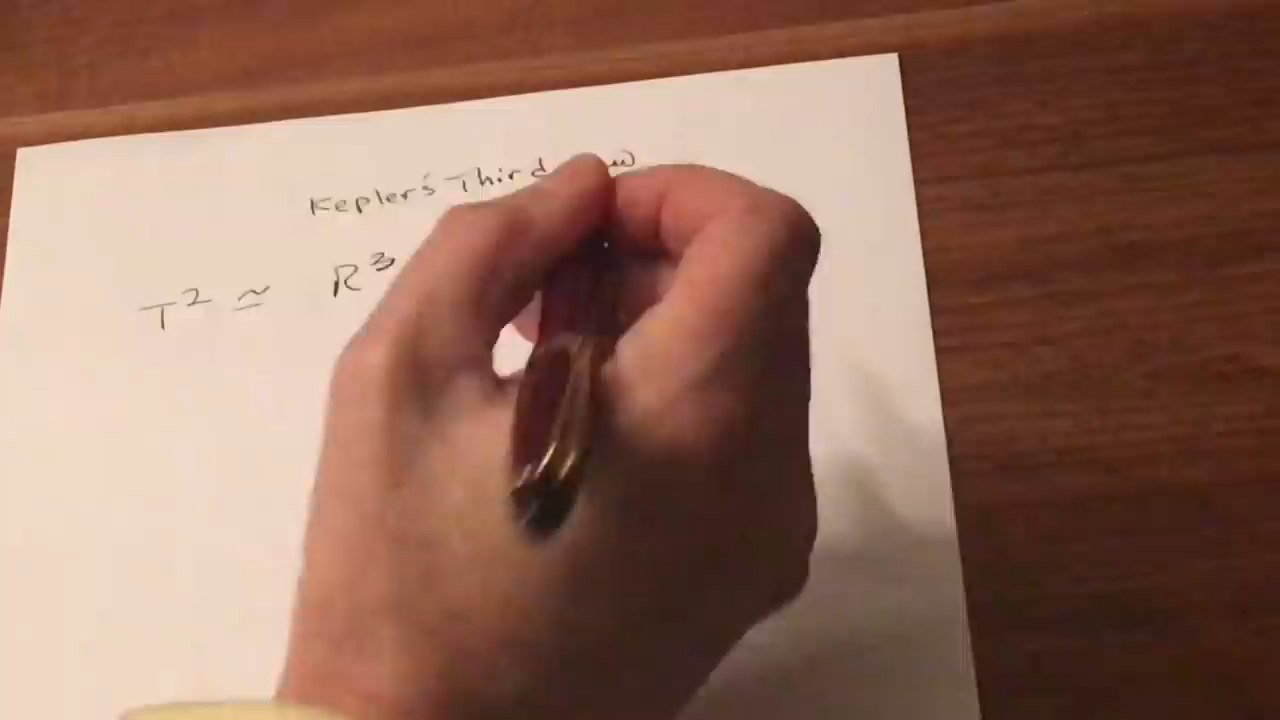 Kepler's Third
T² ≃ R³